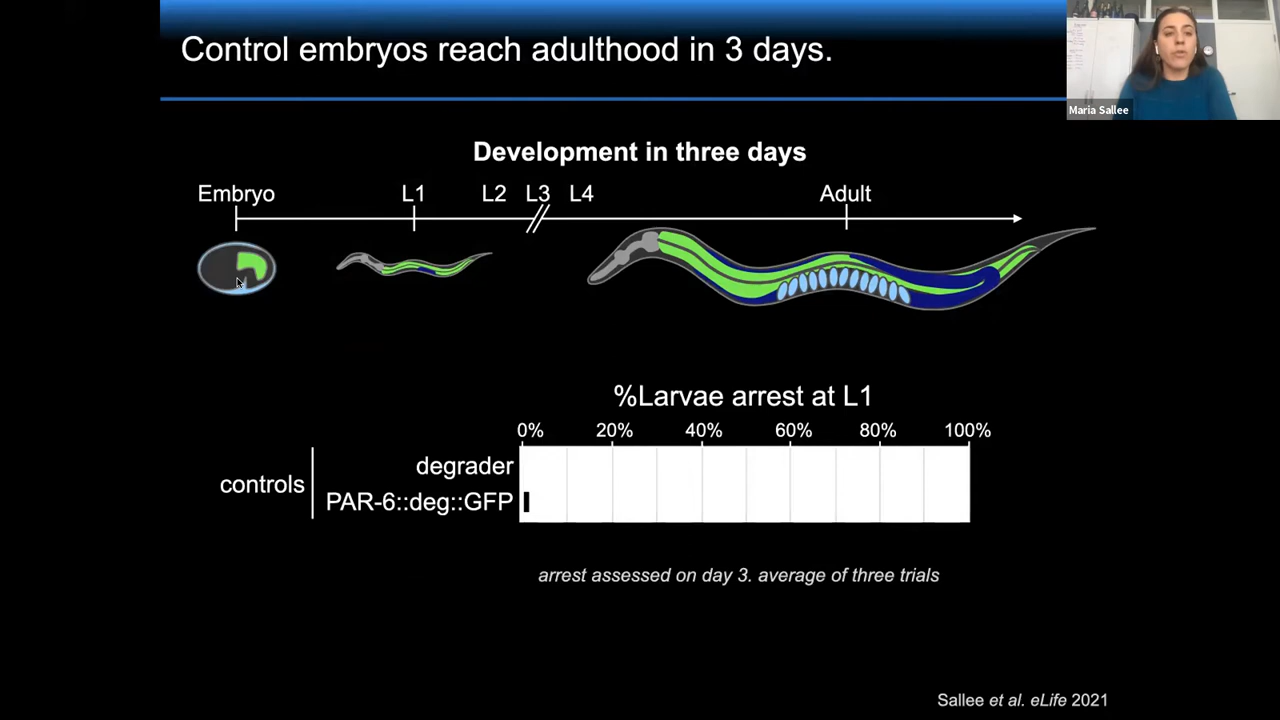 Control embryos reach adulthood in 3 days.
Maria Sallee
Development in three days
Embryo L1 L2 L3 L4 Adult
%Larvae arrest at L1
0% 20% 40% 60% 80% 100%
degrader
controls
PAR-6::deg::GFP
arrest assessed on day 3. average of three trials
Sallee et al. eLife 2021